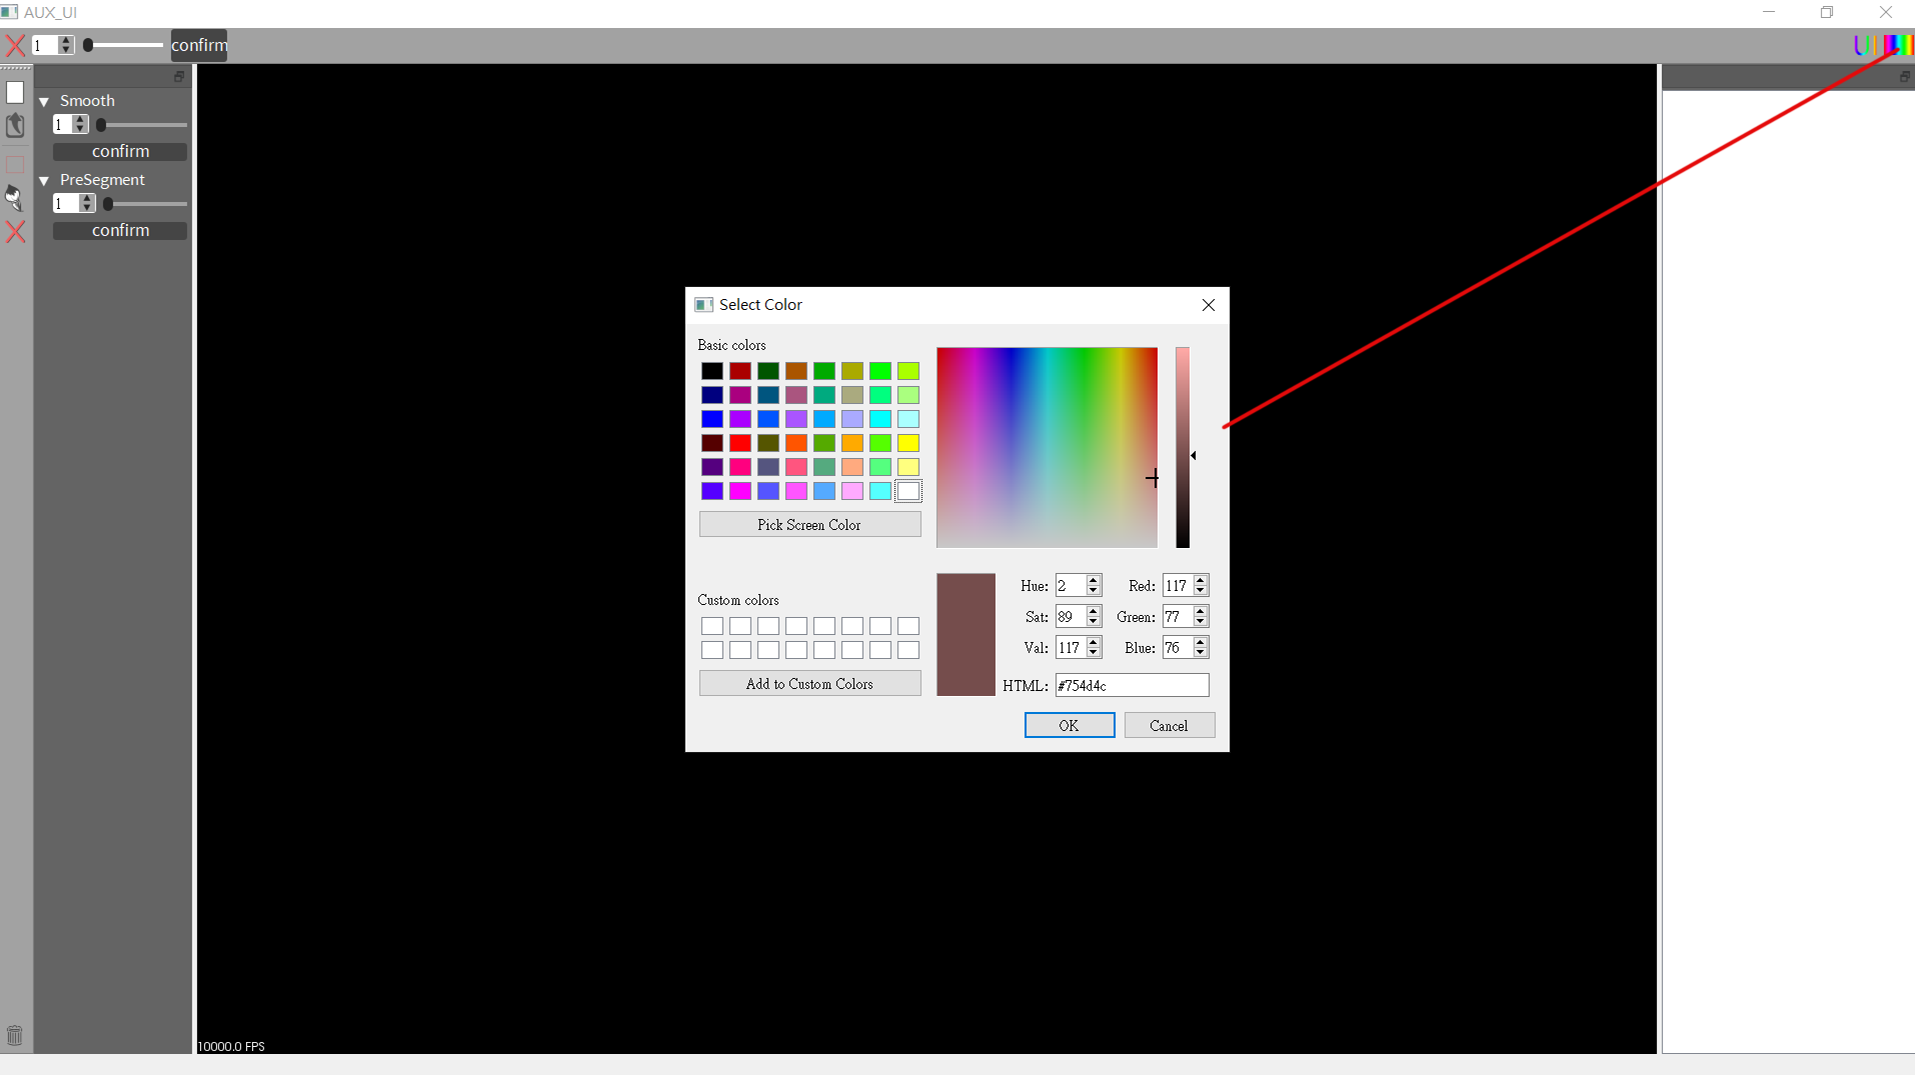 AUX_UI
1
confirm
UI
Smooth
1
confirm
PreSegment
1
confirm
Select Color
Basic colors
Pick Screen Color
Hue: 2 Red: 117
Custom colors
Sat: 89 Green: 77
Val: 117 Blue: 76
Add to Custom Colors
HTML: #754d4c
OK Cancel
10000.0 FPS